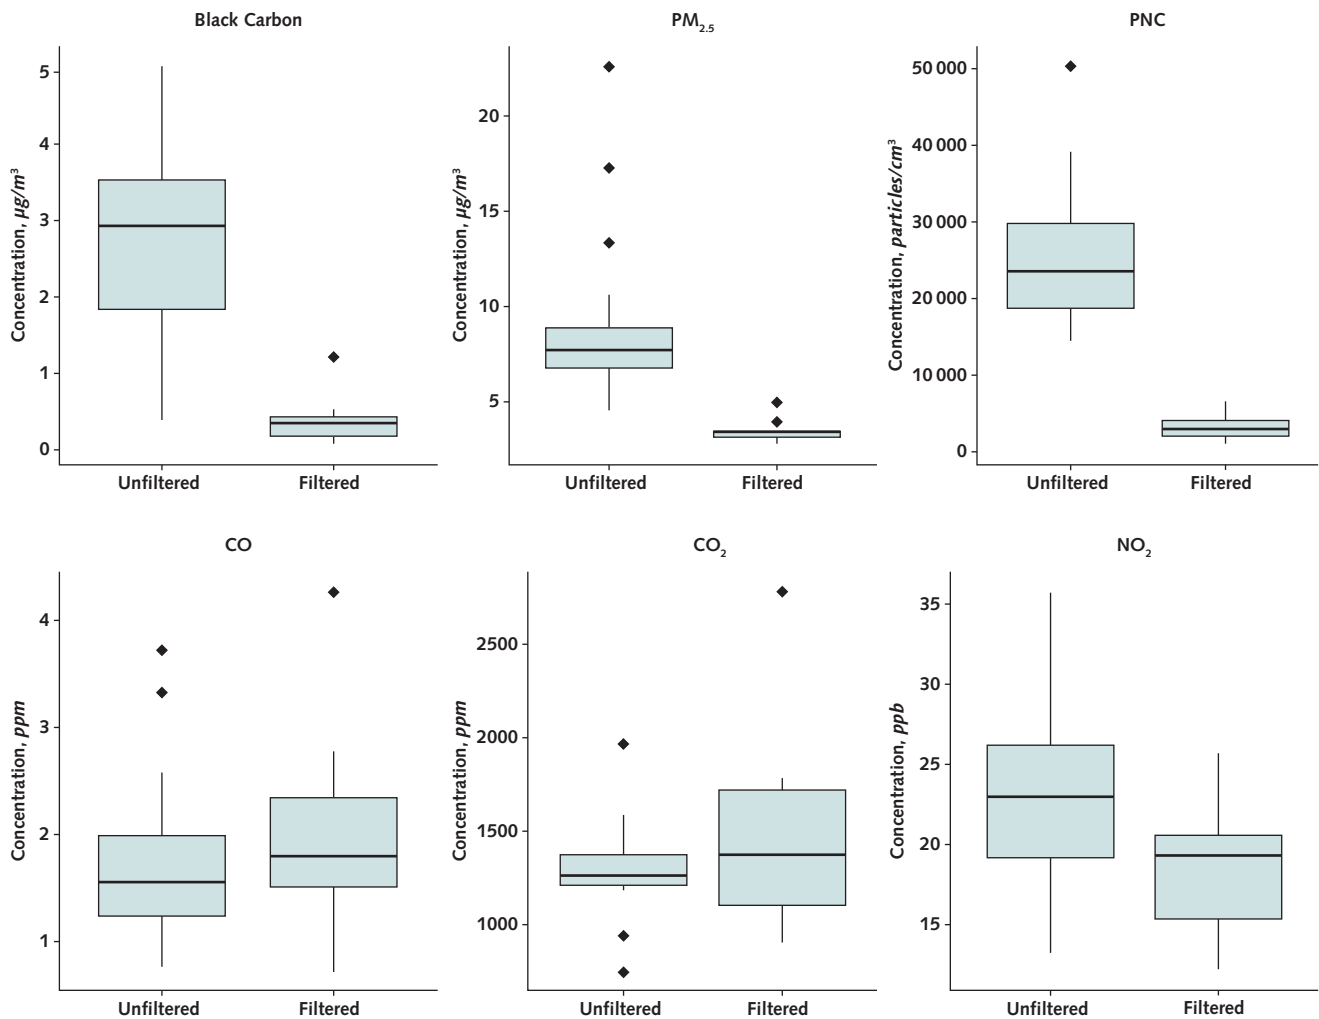 Black Carbon
Concentration, µg/m³
5
4
3
2
1
0
Unfiltered Filtered
PM₂.₅
Concentration, µg/m³
20
15
10
5
Unfiltered Filtered
PNC
Concentration, particles/cm³
50 000
40 000
30 000
20 000
10 000
0
Unfiltered Filtered
CO
Concentration, ppm
4
3
2
1
Unfiltered Filtered
CO₂
Concentration, ppm
2500
2000
1500
1000
Unfiltered Filtered
NO₂
Concentration, ppb
35
30
25
20
15
Unfiltered Filtered